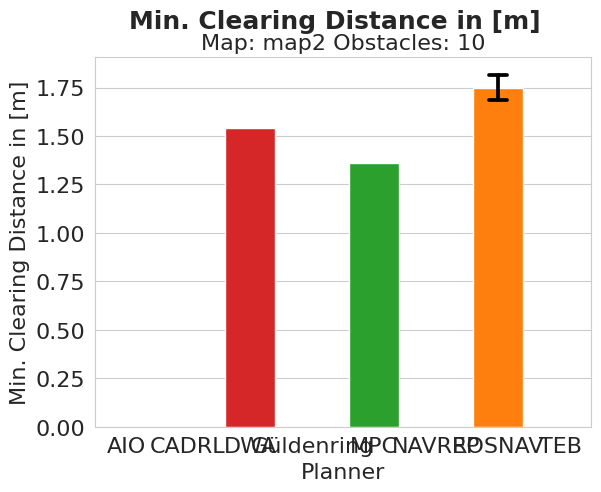 Min. Clearing Distance in [m]
Map: map2 Obstacles: 10
Min. Clearing Distance in [m]
1.75
1.50
1.25
1.00
0.75
0.50
0.25
0.00
AIO CADRL DWA Güldenring MPC NAVREP ROSNAV TEB
Planner